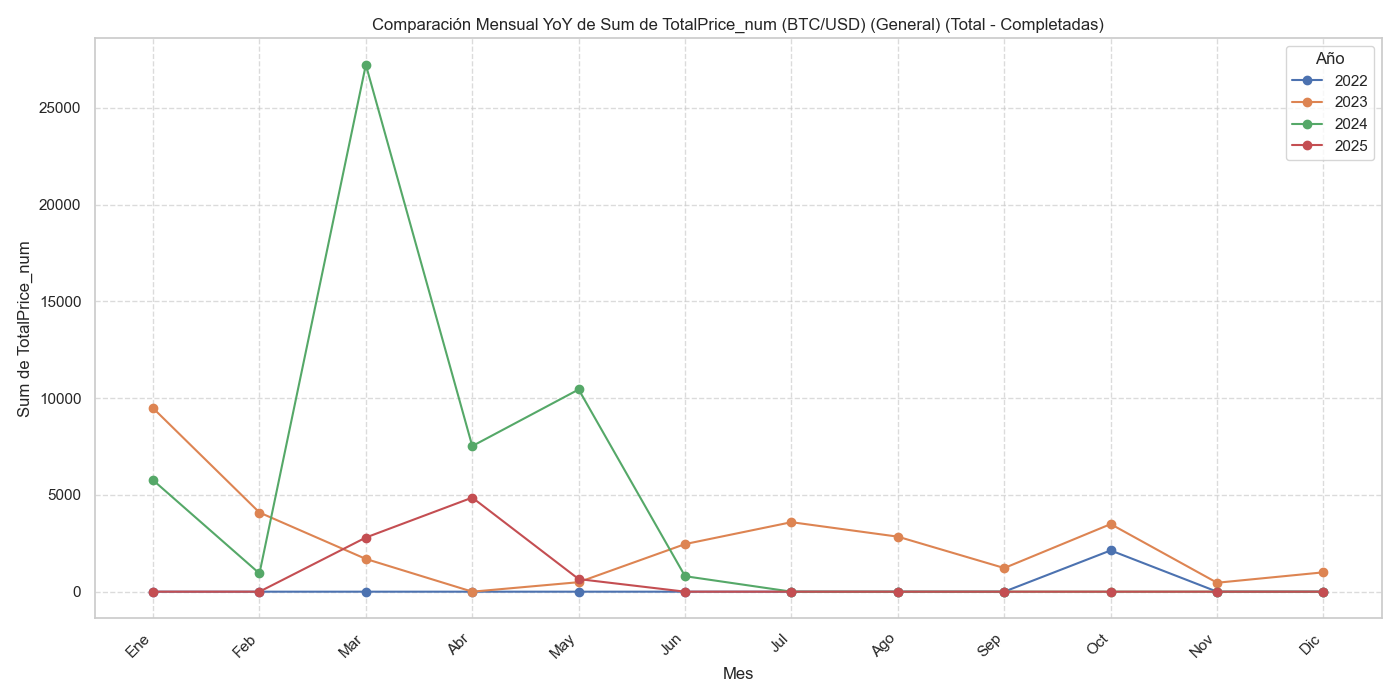 Comparación Mensual YoY de Sum de TotalPrice_num (BTC/USD) (General) (Total - Completadas)
Año
2022
2023
2024
2025
Sum de TotalPrice_num
25000
20000
15000
10000
5000
0
Ene
Feb
Mar
Abr
May
Jun
Jul
Ago
Sep
Oct
Nov
Dic
Mes